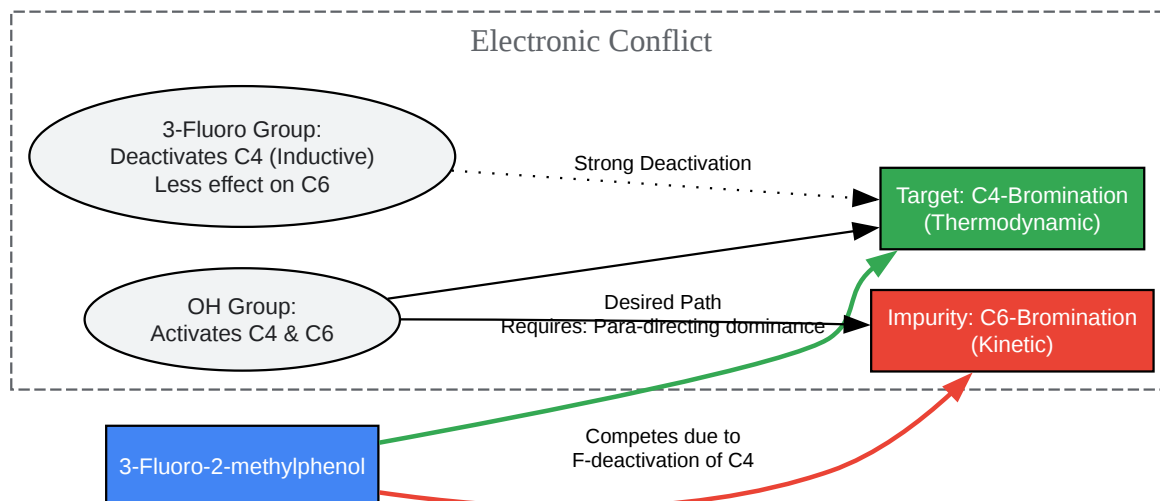 Electronic Conflict
3-Fluoro Group:
Deactivates C4 (Inductive)
Less effect on C6
Strong Deactivation
Target: C4-Bromination
(Thermodynamic)
OH Group:
Activates C4 & C6
Desired Path
Requires: Para-directing dominance
Impurity: C6-Bromination
(Kinetic)
3-Fluoro-2-methylphenol
Competes due to
F-deactivation of C4